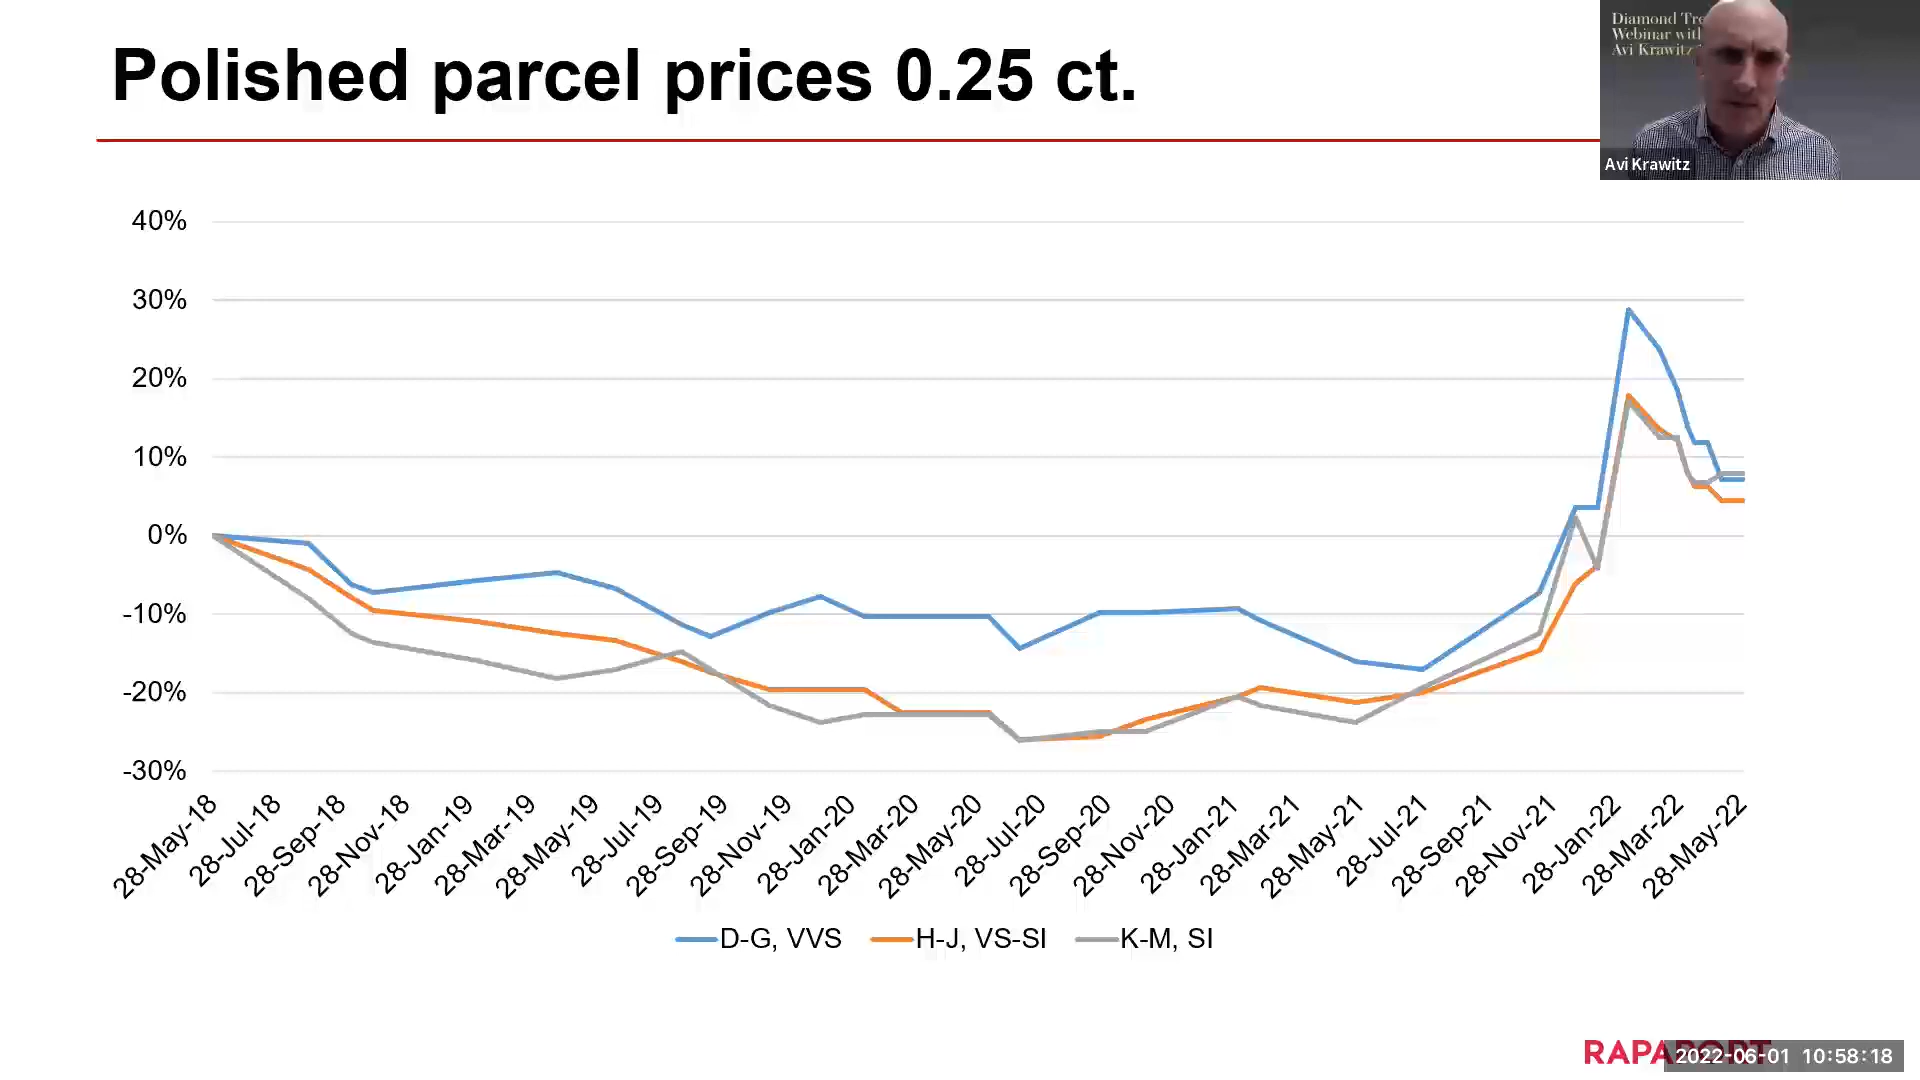 Polished parcel prices 0.25 ct.
Diamond Tre
Webinar with
Avi Krawitz
Avi Krawitz
40%
30%
20%
10%
0%
-10%
-20%
-30%
28-May-18
28-Jul-18
28-Sep-18
28-Nov-18
28-Jan-19
28-Mar-19
28-May-19
28-Jul-19
28-Sep-19
28-Nov-19
28-Jan-20
28-Mar-20
28-May-20
28-Jul-20
28-Sep-20
28-Nov-20
28-Jan-21
28-Mar-21
28-May-21
28-Jul-21
28-Sep-21
28-Nov-21
28-Jan-22
28-Mar-22
28-May-22
D-G, VVS H-J, VS-SI K-M, SI
RAPAPORT
2022-06-01 10:58:18